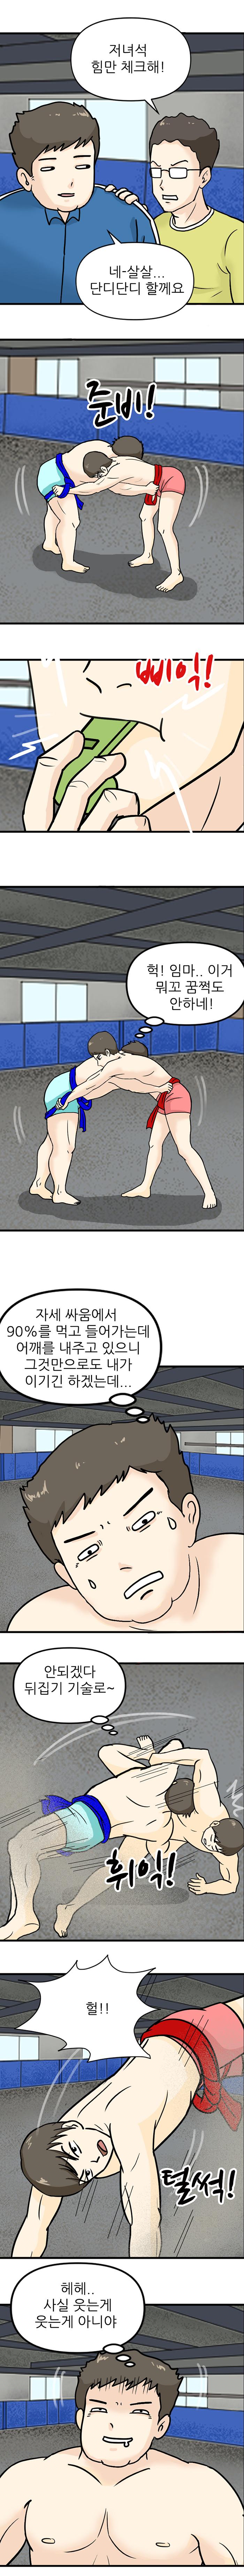 저녀석
힘만 체크해!
네-살살...
단디단디 할께요
준비!
삐익!
헉! 임마.. 이거
뭐꼬 꿈쩍도
안하네!
자세 싸움에서
90%를 먹고 들어가는데
어깨를 내주고 있으니
그것만으로도 내가
이기긴 하겠는데...
안되겠다
뒤집기 기술로~
휘익!
헐!!
털썩!
헤헤..
사실 웃는게
웃는게 아니야